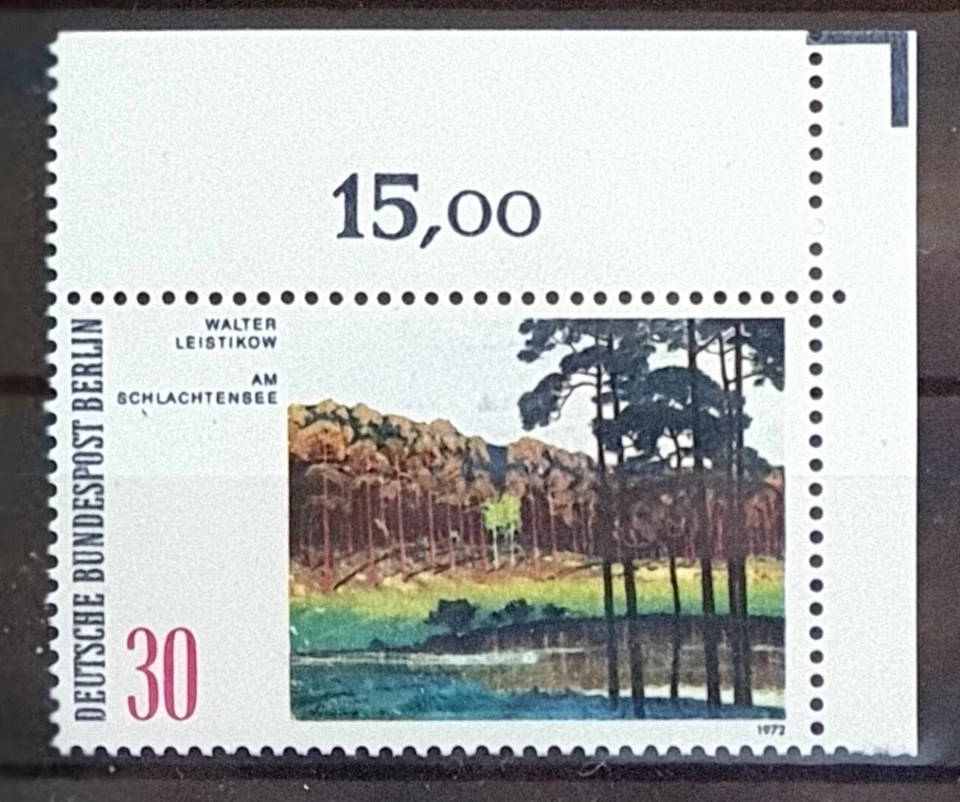 15,00
WALTER
LEISTIKOW
AM
SCHLACHTENSEE
DEUTSCHE BUNDESPOST BERLIN
30
1972